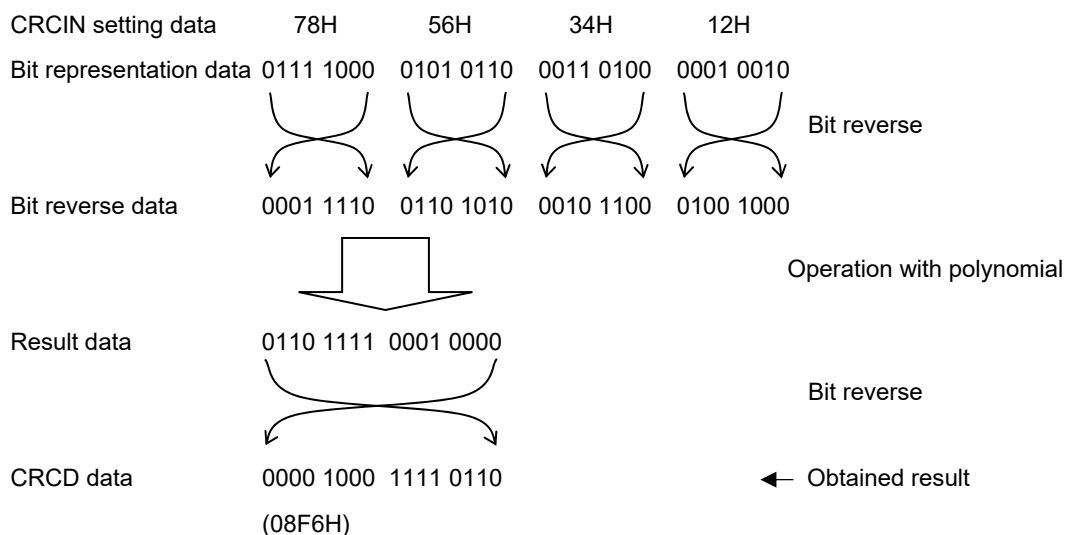 CRCIN setting data 78H 56H 34H 12H
Bit representation data 0111 1000 0101 0110 0011 0100 0001 0010
Bit reverse
Bit reverse data 0001 1110 0110 1010 0010 1100 0100 1000
Operation with polynomial
Result data 0110 1111 0001 0000
Bit reverse
CRCD data 0000 1000 1111 0110 Obtained result
(08F6H)